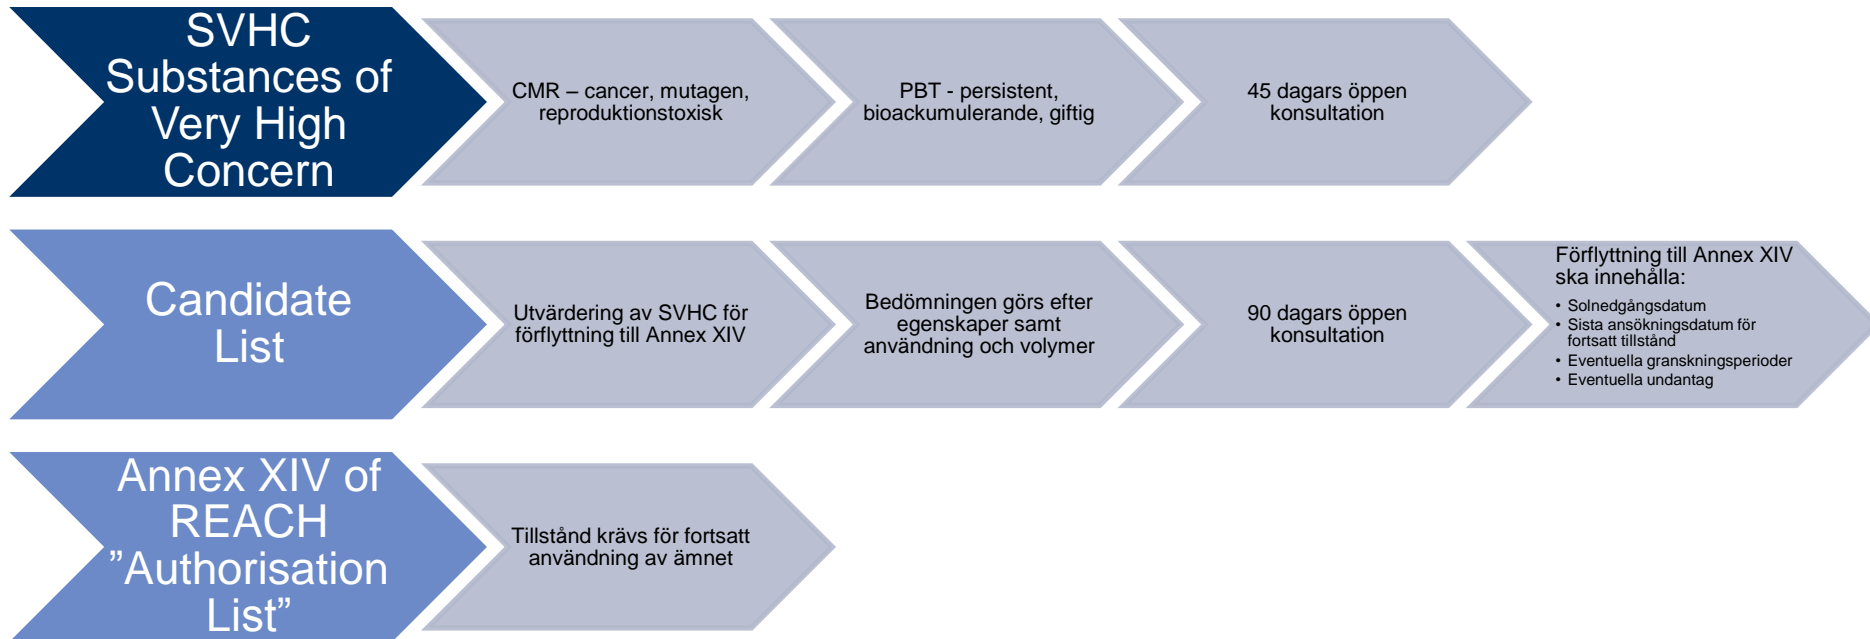 SVHC
Substances of
Very High
Concern
CMR – cancer, mutagen,
reproduktionstoxisk
PBT - persistent,
bioackumulerande, giftig
45 dagars öppen
konsultation
Candidate
List
Utvärdering av SVHC för
förflyttning till Annex XIV
Bedömningen görs efter
egenskaper samt
användning och volymer
90 dagars öppen
konsultation
Förflyttning till Annex XIV
ska innehålla:
• Solnedgångsdatum
• Sista ansökningsdatum för
fortsatt tillstånd
• Eventuella granskningsperioder
• Eventuella undantag
Annex XIV of
REACH
”Authorisation
List”
Tillstånd krävs för fortsatt
användning av ämnet